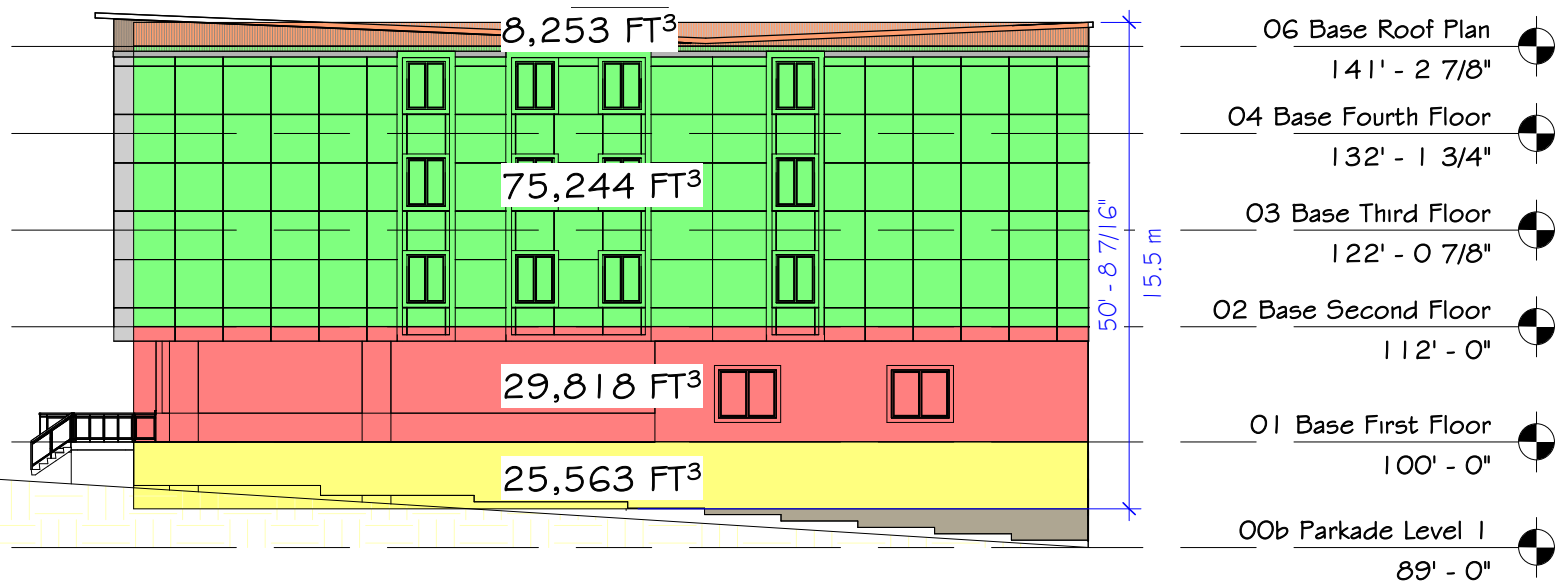 8,253 FT³
75,244 FT³
29,818 FT³
25,563 FT³
50' - 8 7/16"
15.5 m
06 Base Roof Plan
141' - 2 7/8"
04 Base Fourth Floor
132' - 1 3/4"
03 Base Third Floor
122' - 0 7/8"
02 Base Second Floor
112' - 0"
01 Base First Floor
100' - 0"
00b Parkade Level 1
89' - 0"